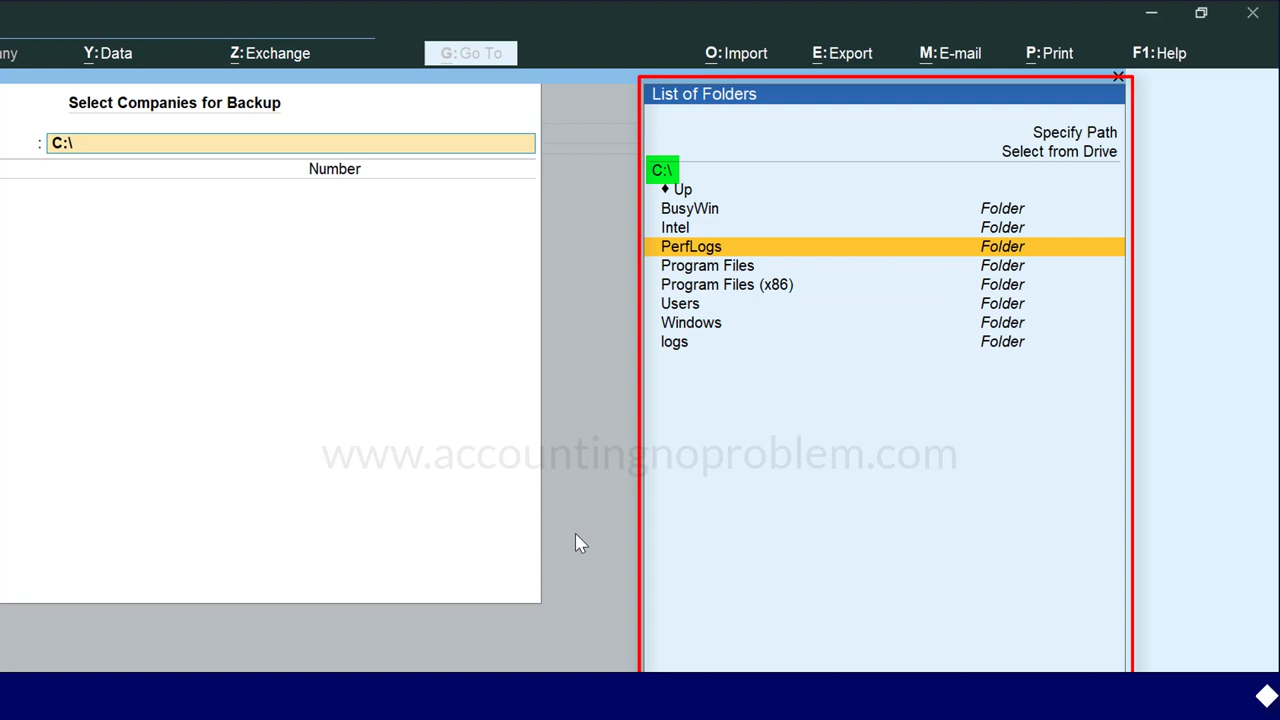 ny
Y:Data
Z:Exchange
G:Go To
O:Import
E:Export
M:E-mail
P:Print
F1:Help
Select Companies for Backup
: C:\
Number
List of Folders
Specify Path
Select from Drive
C:\
♦ Up
BusyWin Folder
Intel Folder
PerfLogs Folder
Program Files Folder
Program Files (x86) Folder
Users Folder
Windows Folder
logs Folder
www.accountingnoproblem.com